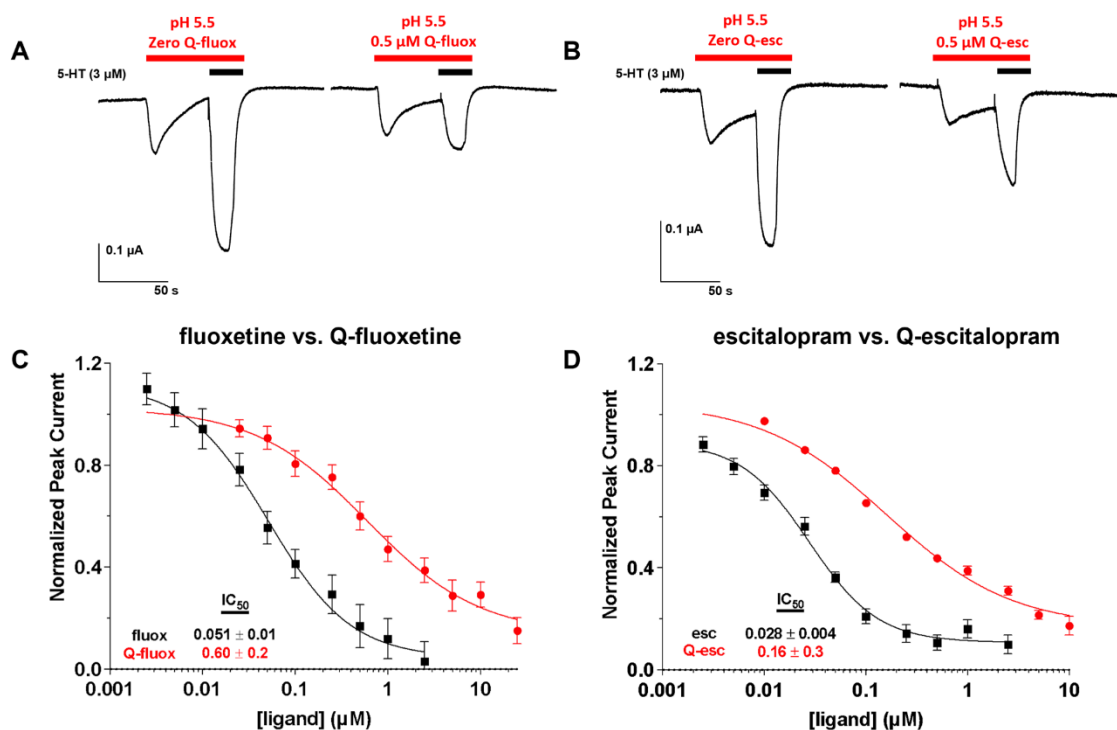 A
pH 5.5
Zero Q-fluox
pH 5.5
0.5 µM Q-fluox
5-HT (3 µM)
0.1 µA
50 s
B
pH 5.5
Zero Q-esc
pH 5.5
0.5 µM Q-esc
5-HT (3 µM)
0.1 µA
50 s
C
fluoxetine vs. Q-fluoxetine
Normalized Peak Current
1.2
0.8
0.4
0.0
IC50
fluox 0.051 ± 0.01
Q-fluox 0.60 ± 0.2
0.001 0.01 0.1 1 10
[ligand] (µM)
D
escitalopram vs. Q-escitalopram
Normalized Peak Current
1.2
0.8
0.4
0.0
IC50
esc 0.028 ± 0.004
Q-esc 0.16 ± 0.3
0.001 0.01 0.1 1 10
[ligand] (µM)